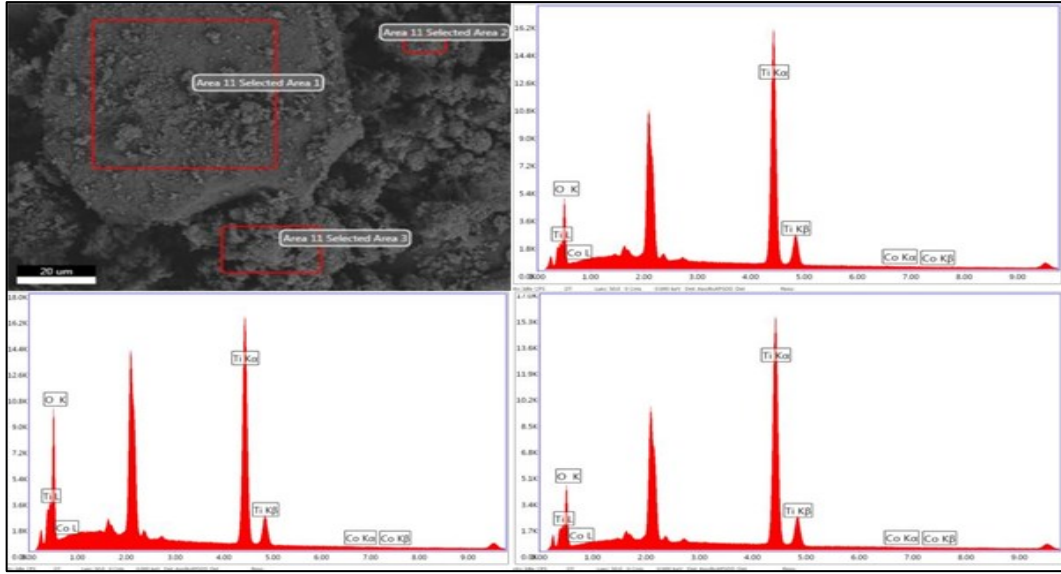 Area 11 Selected Area 2
Area 11 Selected Area 1
Area 11 Selected Area 3
20 um
16.2K
14.4K
12.6K
10.8K
9.0K
7.2K
5.4K
3.6K
1.8K
0.0K
O K
Ti L
Co L
Ti Kα
Ti Kβ
Co Kα
Co Kβ
0.00
1.00
2.00
3.00
4.00
5.00
6.00
7.00
8.00
9.00
18.0K
16.2K
14.4K
12.6K
10.8K
9.0K
7.2K
5.4K
3.6K
1.8K
O K
Ti L
Co L
Ti Kα
Ti Kβ
Co Kα
Co Kβ
2.00
3.00
4.00
5.00
6.00
7.00
8.00
9.00
17.0K
15.3K
13.6K
11.9K
10.2K
8.5K
6.8K
5.1K
3.4K
1.7K
O K
Ti L
Co L
Ti Kα
Ti Kβ
Co Kα
Co Kβ
1.00
2.00
3.00
4.00
5.00
6.00
7.00
8.00
9.00